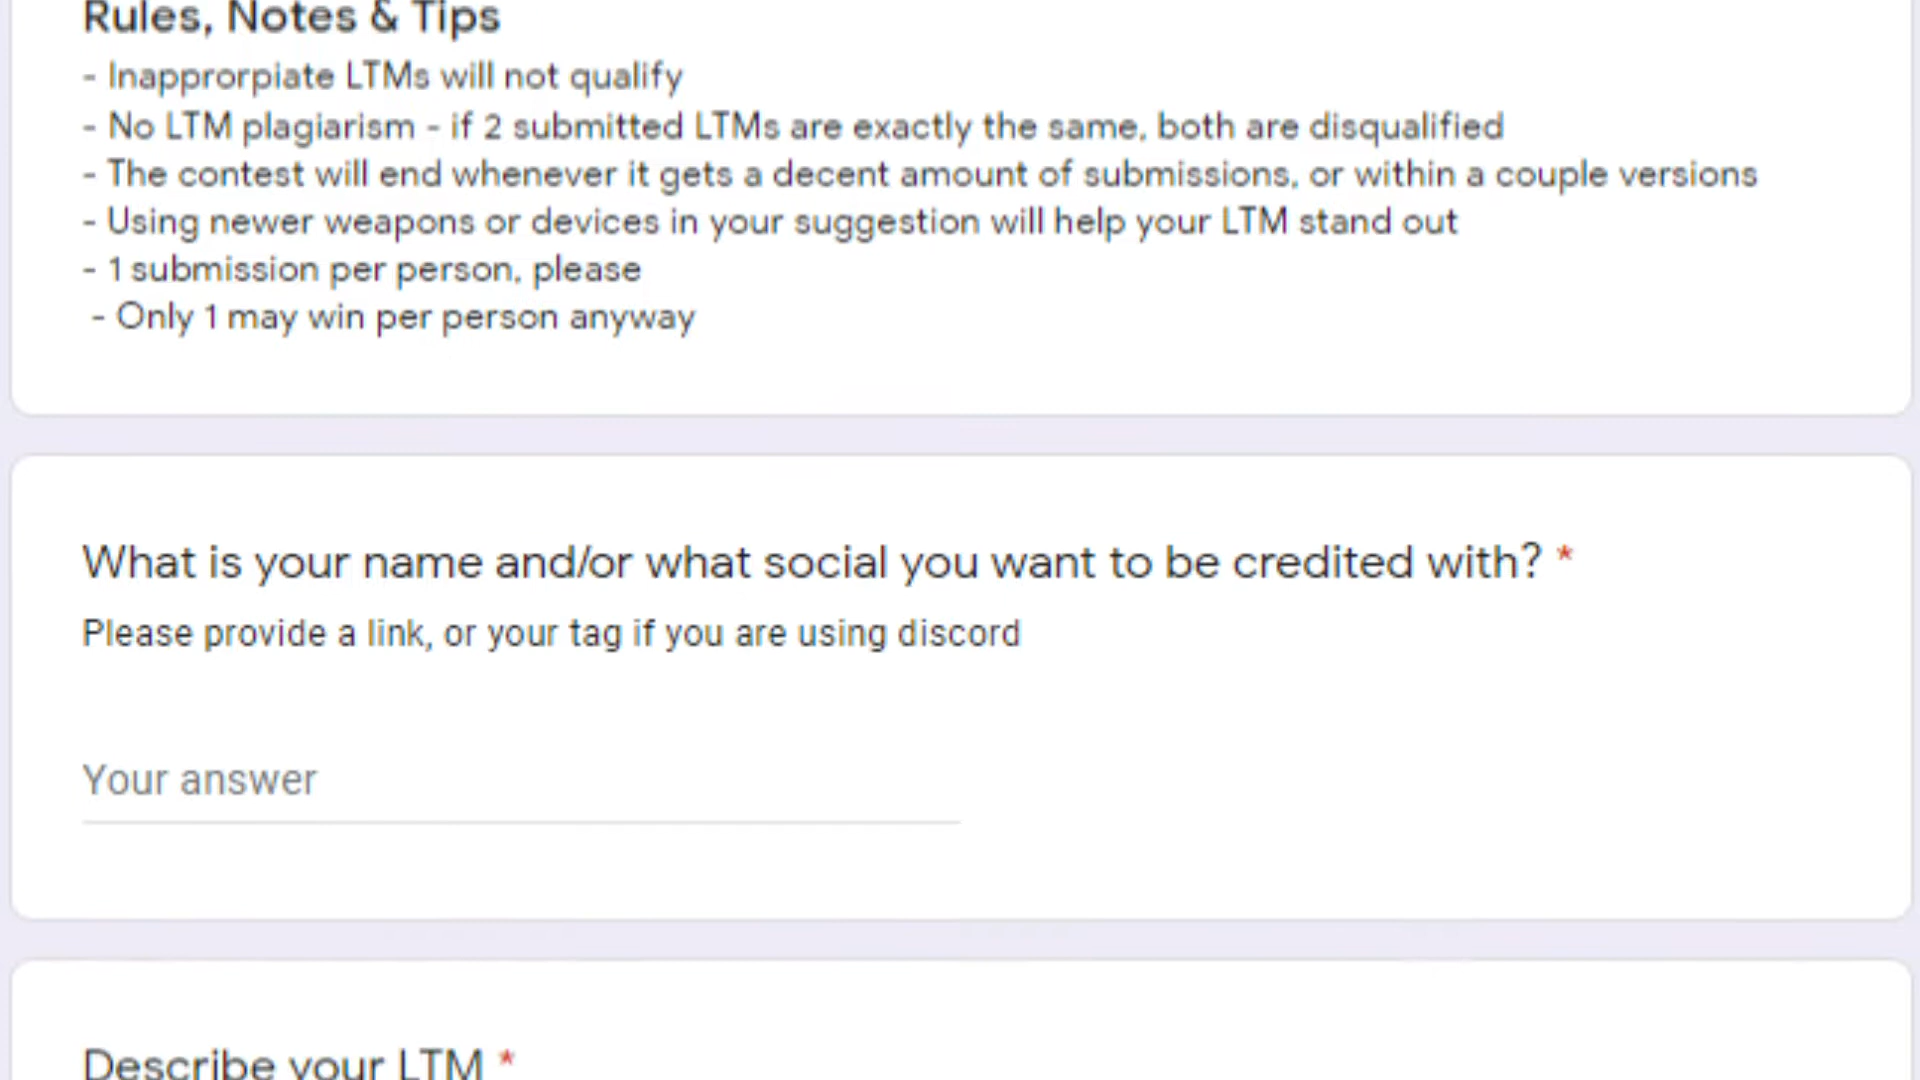 Rules, Notes & Tips
- Inapprorpiate LTMs will not qualify
- No LTM plagiarism - if 2 submitted LTMs are exactly the same, both are disqualified
- The contest will end whenever it gets a decent amount of submissions, or within a couple versions
- Using newer weapons or devices in your suggestion will help your LTM stand out
- 1 submission per person, please
- Only 1 may win per person anyway
What is your name and/or what social you want to be credited with? *
Please provide a link, or your tag if you are using discord
Your answer
Describe your LTM *